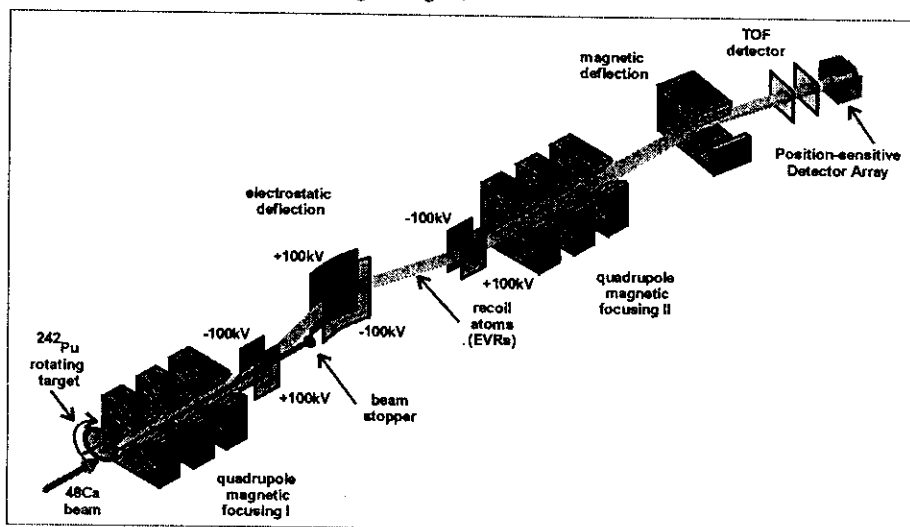 TOF
detector
magnetic
deflection
Position-sensitive
Detector Array
electrostatic
deflection
-100kV
+100kV
+100kV
quadrupole
magnetic
focusing II
-100kV
recoil
atoms
.(EVRs)
-100kV
242Pu
rotating
target
+100kV
beam
stopper
48Ca
beam
quadrupole
magnetic
focusing I